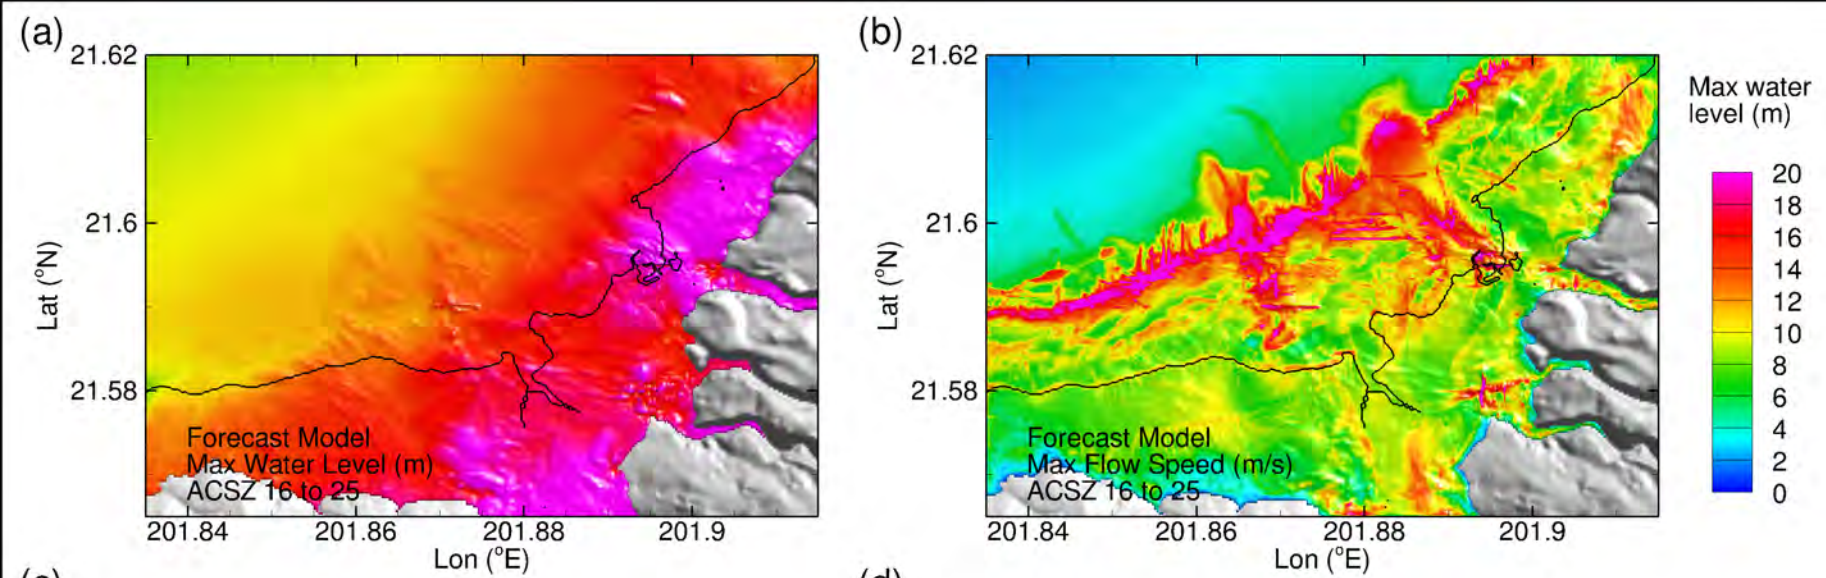 (a)
(b)
21.62
21.6
21.58
Lat (°N)
201.84
201.86
201.88
201.9
Lon (°E)
Forecast Model
Max Water Level (m)
ACSZ 16 to 25
21.62
21.6
21.58
Lat (°N)
201.84
201.86
201.88
201.9
Lon (°E)
Forecast Model
Max Flow Speed (m/s)
ACSZ 16 to 25
Max water
level (m)
20
18
16
14
12
10
8
6
4
2
0